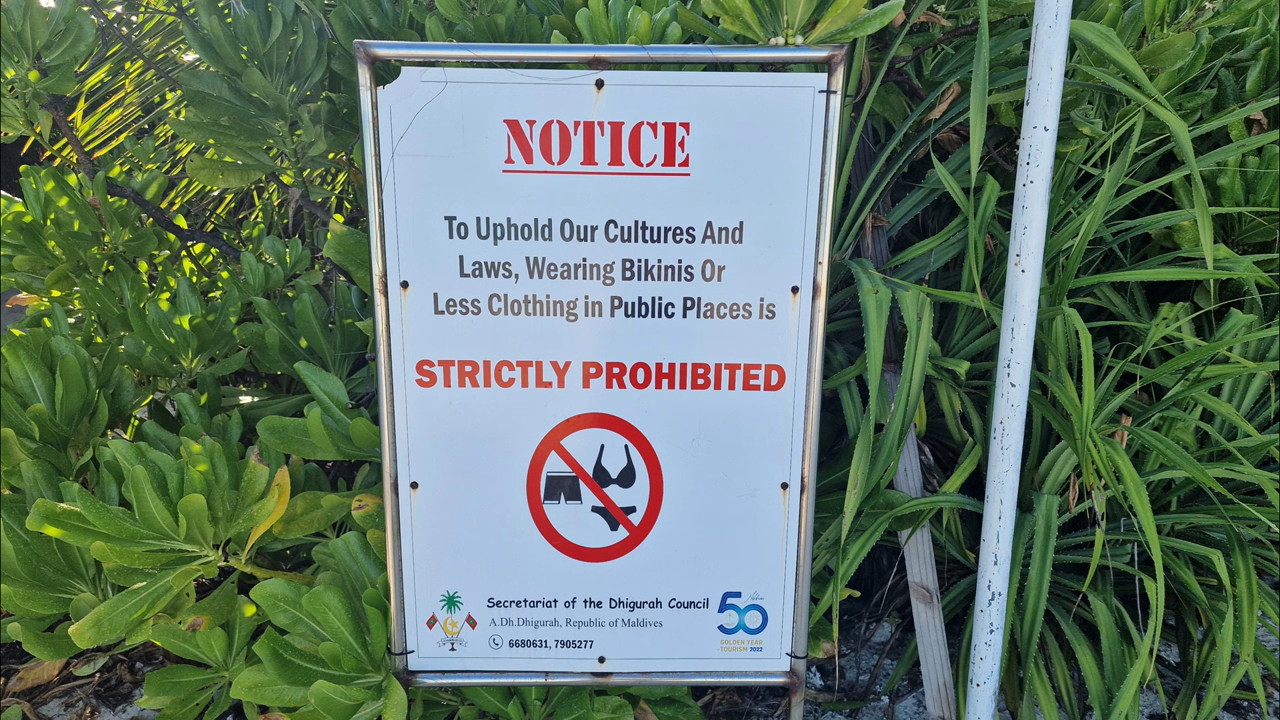 NOTICE
To Uphold Our Cultures And
Laws, Wearing Bikinis Or
Less Clothing in Public Places is
STRICTLY PROHIBITED
Secretariat of the Dhigurah Council
A.Dh.Dhigurah, Republic of Maldives
6680631, 7905277
Maldives
50
GOLDEN YEAR
-TOURISM 2022